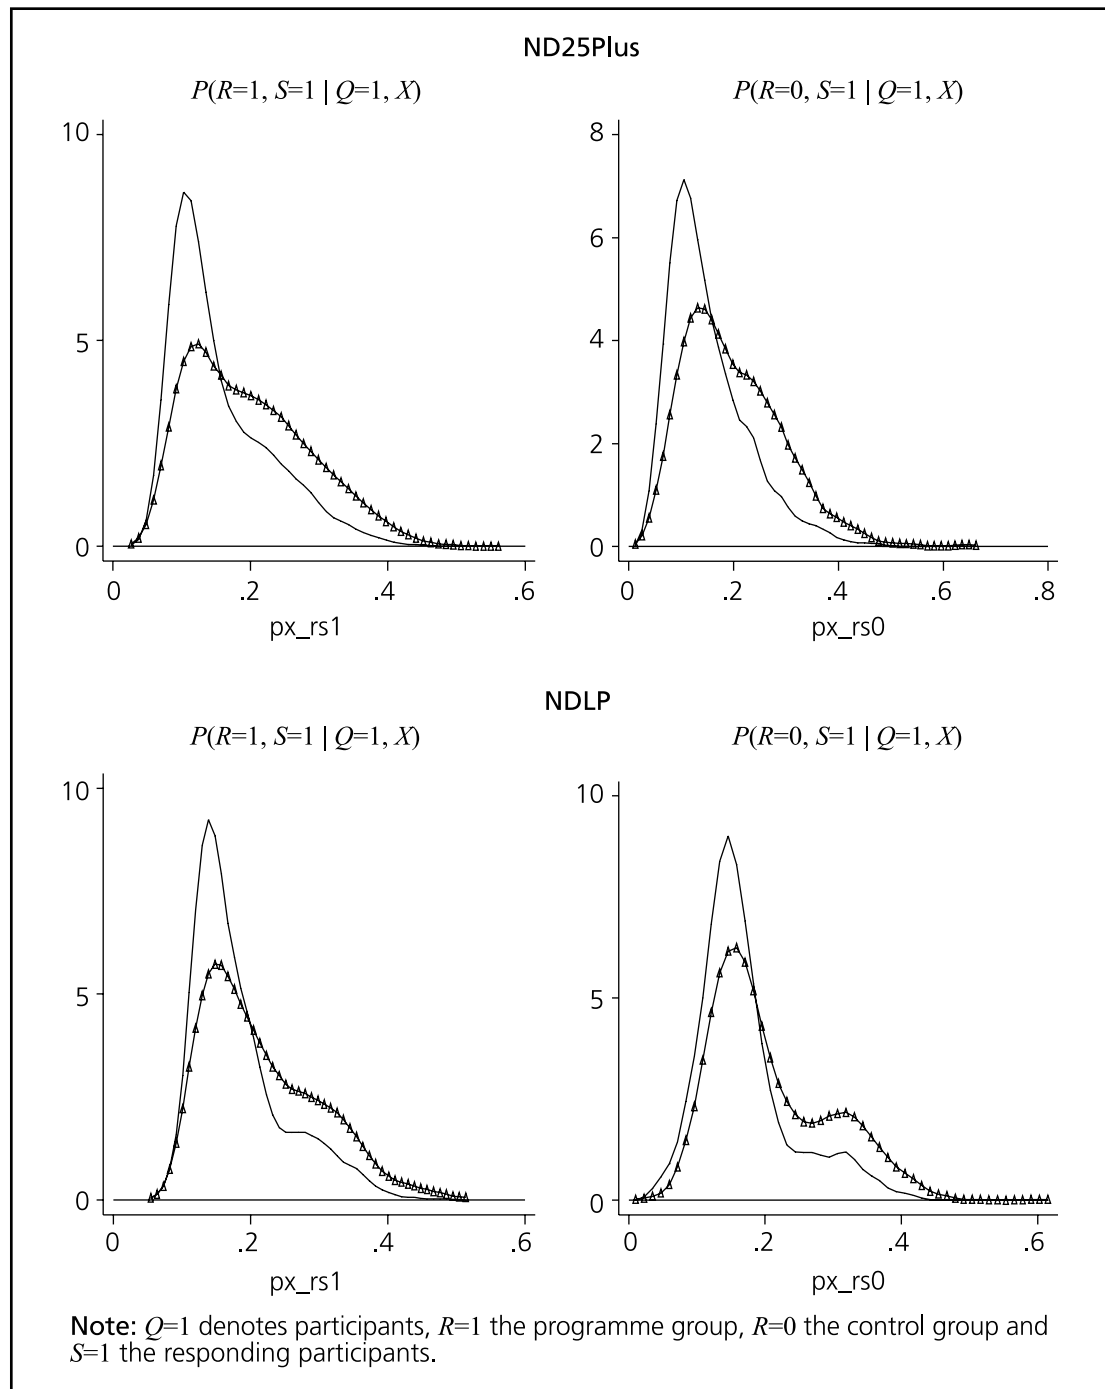 ND25Plus
P(R=1, S=1 | Q=1, X)
P(R=0, S=1 | Q=1, X)
10
5
0
0 .2 .4 .6
px_rs1
8
6
4
2
0
0 .2 .4 .6 .8
px_rs0
NDLP
P(R=1, S=1 | Q=1, X)
P(R=0, S=1 | Q=1, X)
10
5
0
0 .2 .4 .6
px_rs1
10
5
0
0 .2 .4 .6
px_rs0
Note: Q=1 denotes participants, R=1 the programme group, R=0 the control group and
S=1 the responding participants.